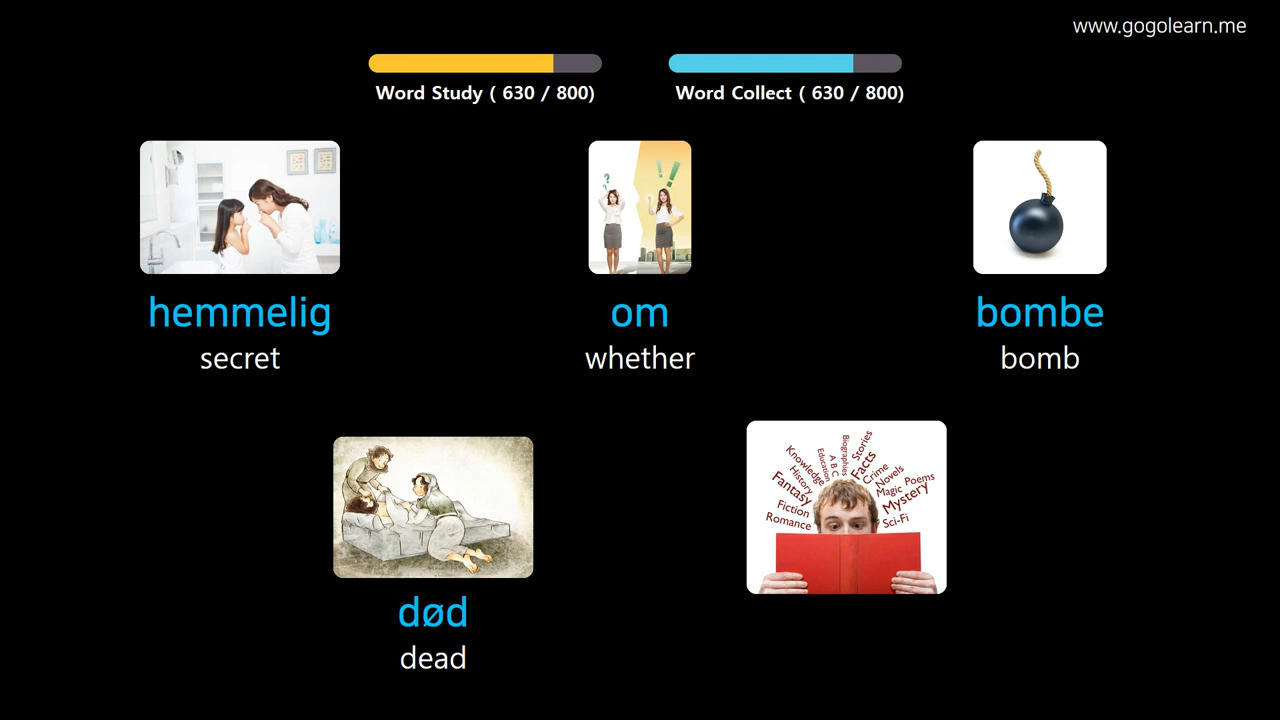 www.gogolearn.me
Word Study ( 630 / 800)
Word Collect ( 630 / 800)
hemmelig
secret
om
whether
bombe
bomb
død
dead
Knowledge
History
Fantasy
Fiction
Romance
Education
A B C
Biographies
Stories
Facts
Crime
Novels
Magic
Poems
Mystery
Sci-Fi